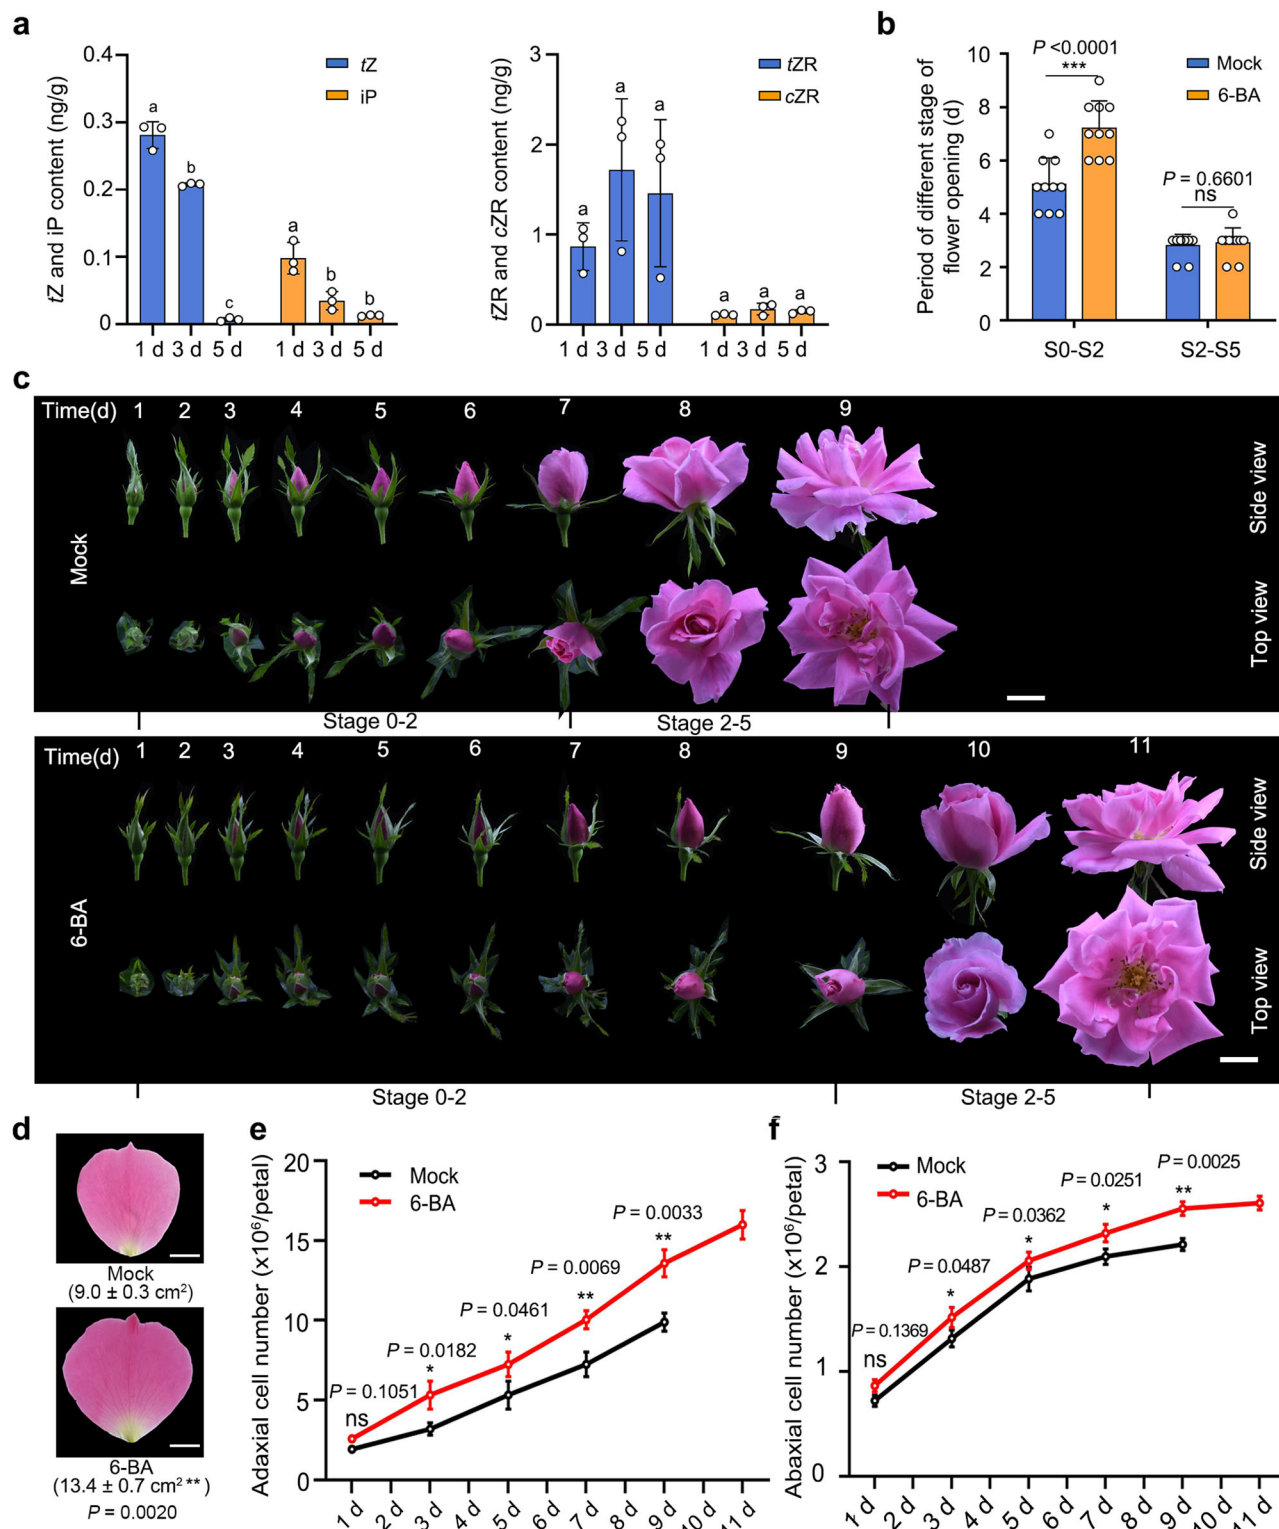 a
tZ and iP content (ng/g)
0.4
0.3
0.2
0.1
0
tZ
iP
a
b
c
a
b
b
1 d 3 d 5 d 1 d 3 d 5 d
tZR and cZR content (ng/g)
3
2
1
0
tZR
cZR
a
a
a
a
a
a
1 d 3 d 5 d 1 d 3 d 5 d
b
Period of different stage of
flower opening (d)
10
8
6
4
2
0
P <0.0001
***
Mock
6-BA
P = 0.6601
ns
S0-S2 S2-S5
c
Time(d) 1 2 3 4 5 6 7 8 9
Mock
Side view
Top view
Stage 0-2 Stage 2-5
Time(d) 1 2 3 4 5 6 7 8 9 10 11
6-BA
Side view
Top view
Stage 0-2 Stage 2-5
d
Mock
(9.0 ± 0.3 cm²)
6-BA
(13.4 ± 0.7 cm² **)
P = 0.0020
e
Adaxial cell number (x10⁶/petal)
20
15
10
5
0
Mock
6-BA
P = 0.0033
**
P = 0.0069
**
P = 0.0461
*
P = 0.0182
*
P = 0.1051
ns
1 d 2 d 3 d 4 d 5 d 6 d 7 d 8 d 9 d 10 d 11 d
f
Abaxial cell number (x10⁶/petal)
3
2
1
0
Mock
6-BA
P = 0.0025
**
P = 0.0251
*
P = 0.0362
*
P = 0.0487
*
P = 0.1369
ns
1 d 2 d 3 d 4 d 5 d 6 d 7 d 8 d 9 d 10 d 11 d